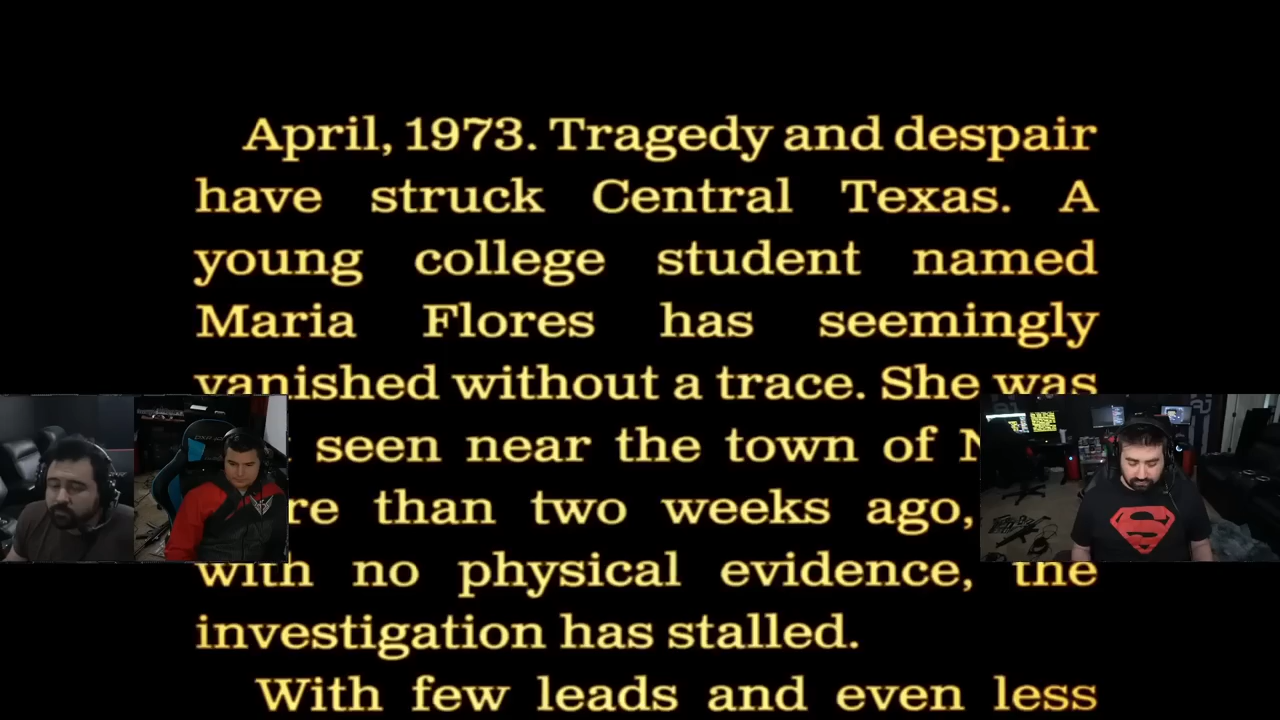 April, 1973. Tragedy and despair
have struck Central Texas. A
young college student named
Maria Flores has seemingly
vanished without a trace. She was
seen near the town of
than two weeks ago,
with no physical evidence, the
investigation has stalled.
With few leads and even less